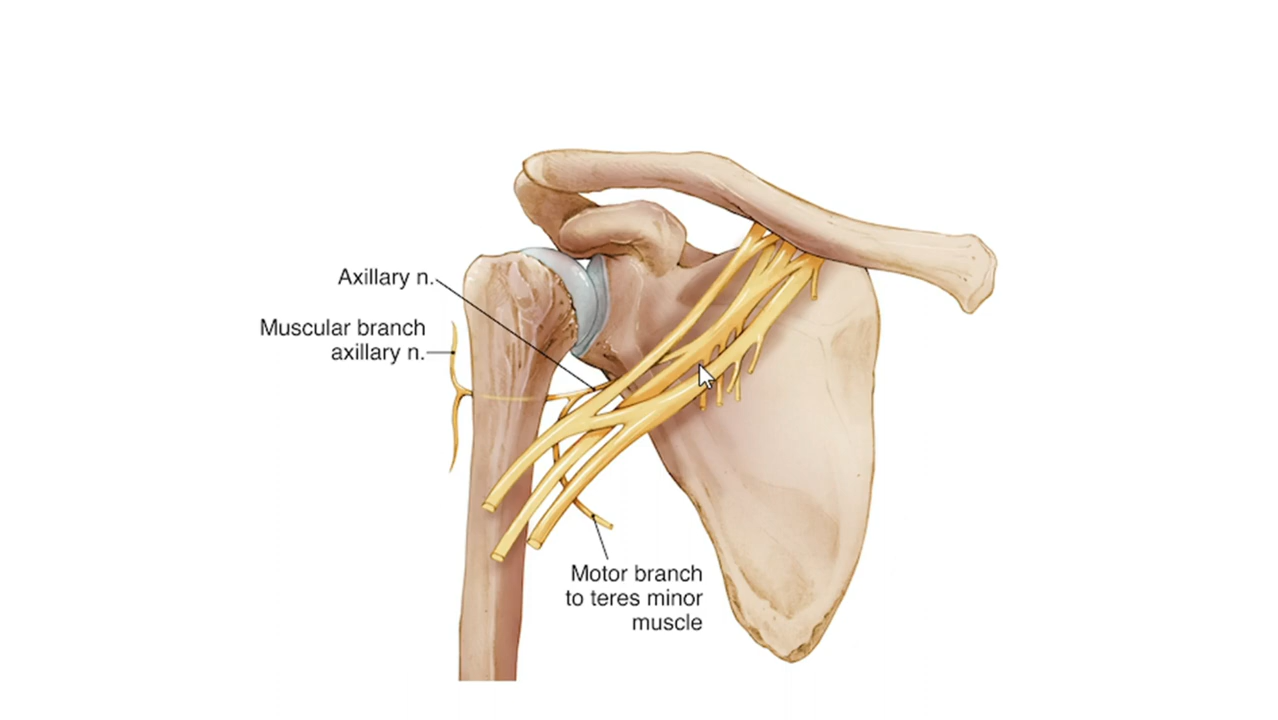 Axillary n.
Muscular branch
axillary n.
Motor branch
to teres minor
muscle